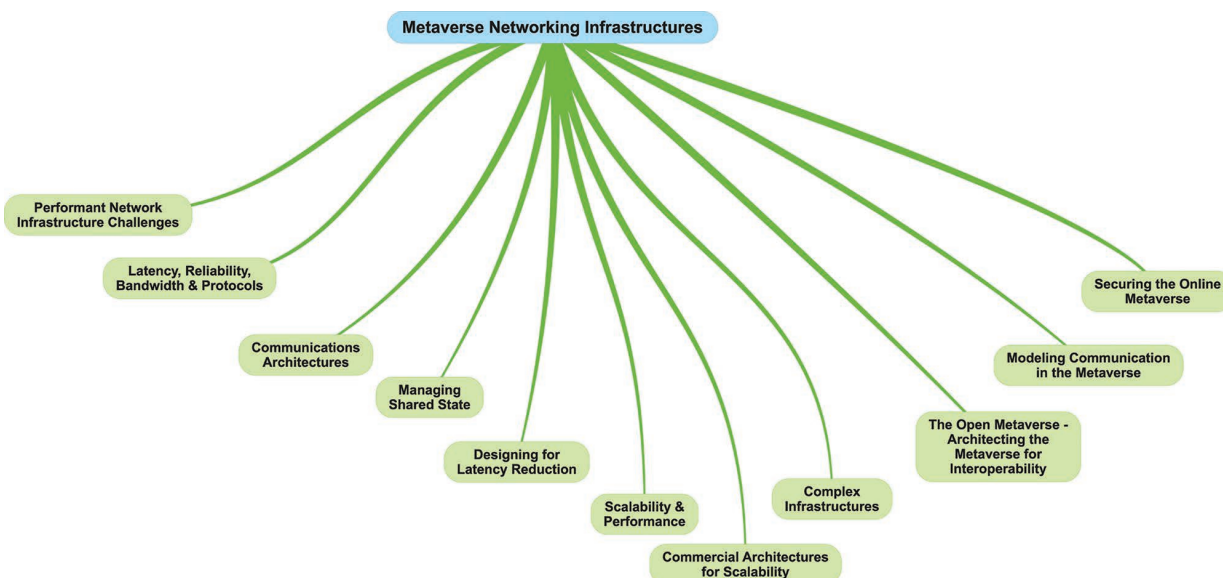 Metaverse Networking Infrastructures
Performant Network
Infrastructure Challenges
Latency, Reliability,
Bandwidth & Protocols
Communications
Architectures
Managing
Shared State
Designing for
Latency Reduction
Scalability &
Performance
Commercial Architectures
for Scalability
Complex
Infrastructures
The Open Metaverse -
Architecting the
Metaverse for
Interoperability
Modeling Communication
in the Metaverse
Securing the Online
Metaverse